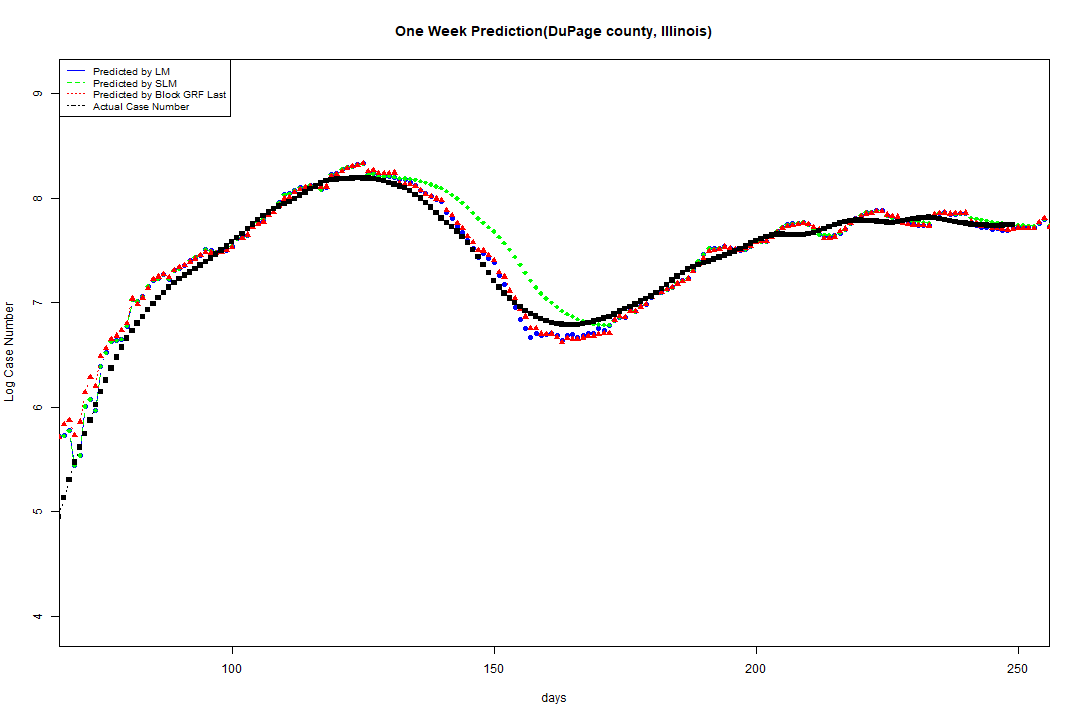 One Week Prediction(DuPage county, Illinois)
Predicted by LM
Predicted by SLM
Predicted by Block GRF Last
Actual Case Number
9
8
7
6
5
4
Log Case Number
100 150 200 250
days